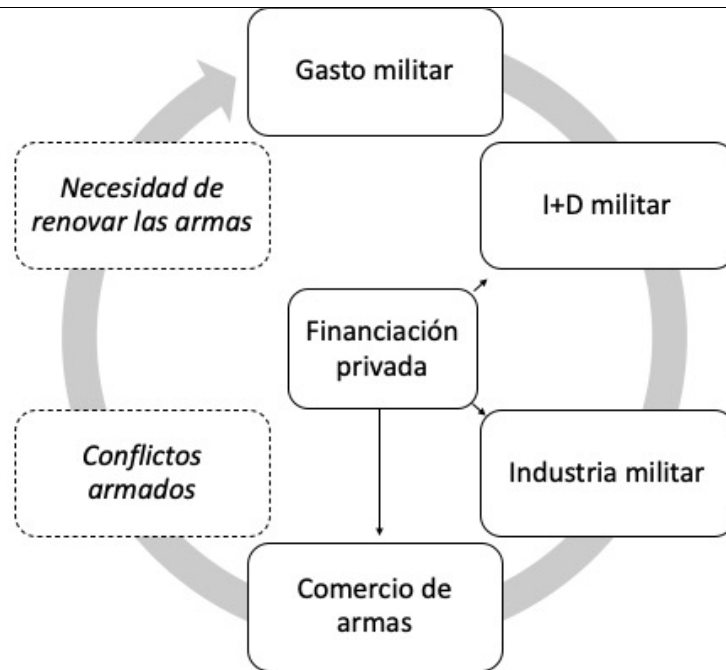 Gasto militar
Necesidad de
renovar las armas
I+D militar
Financiación
privada
Conflictos
armados
Industria militar
Comercio de
armas